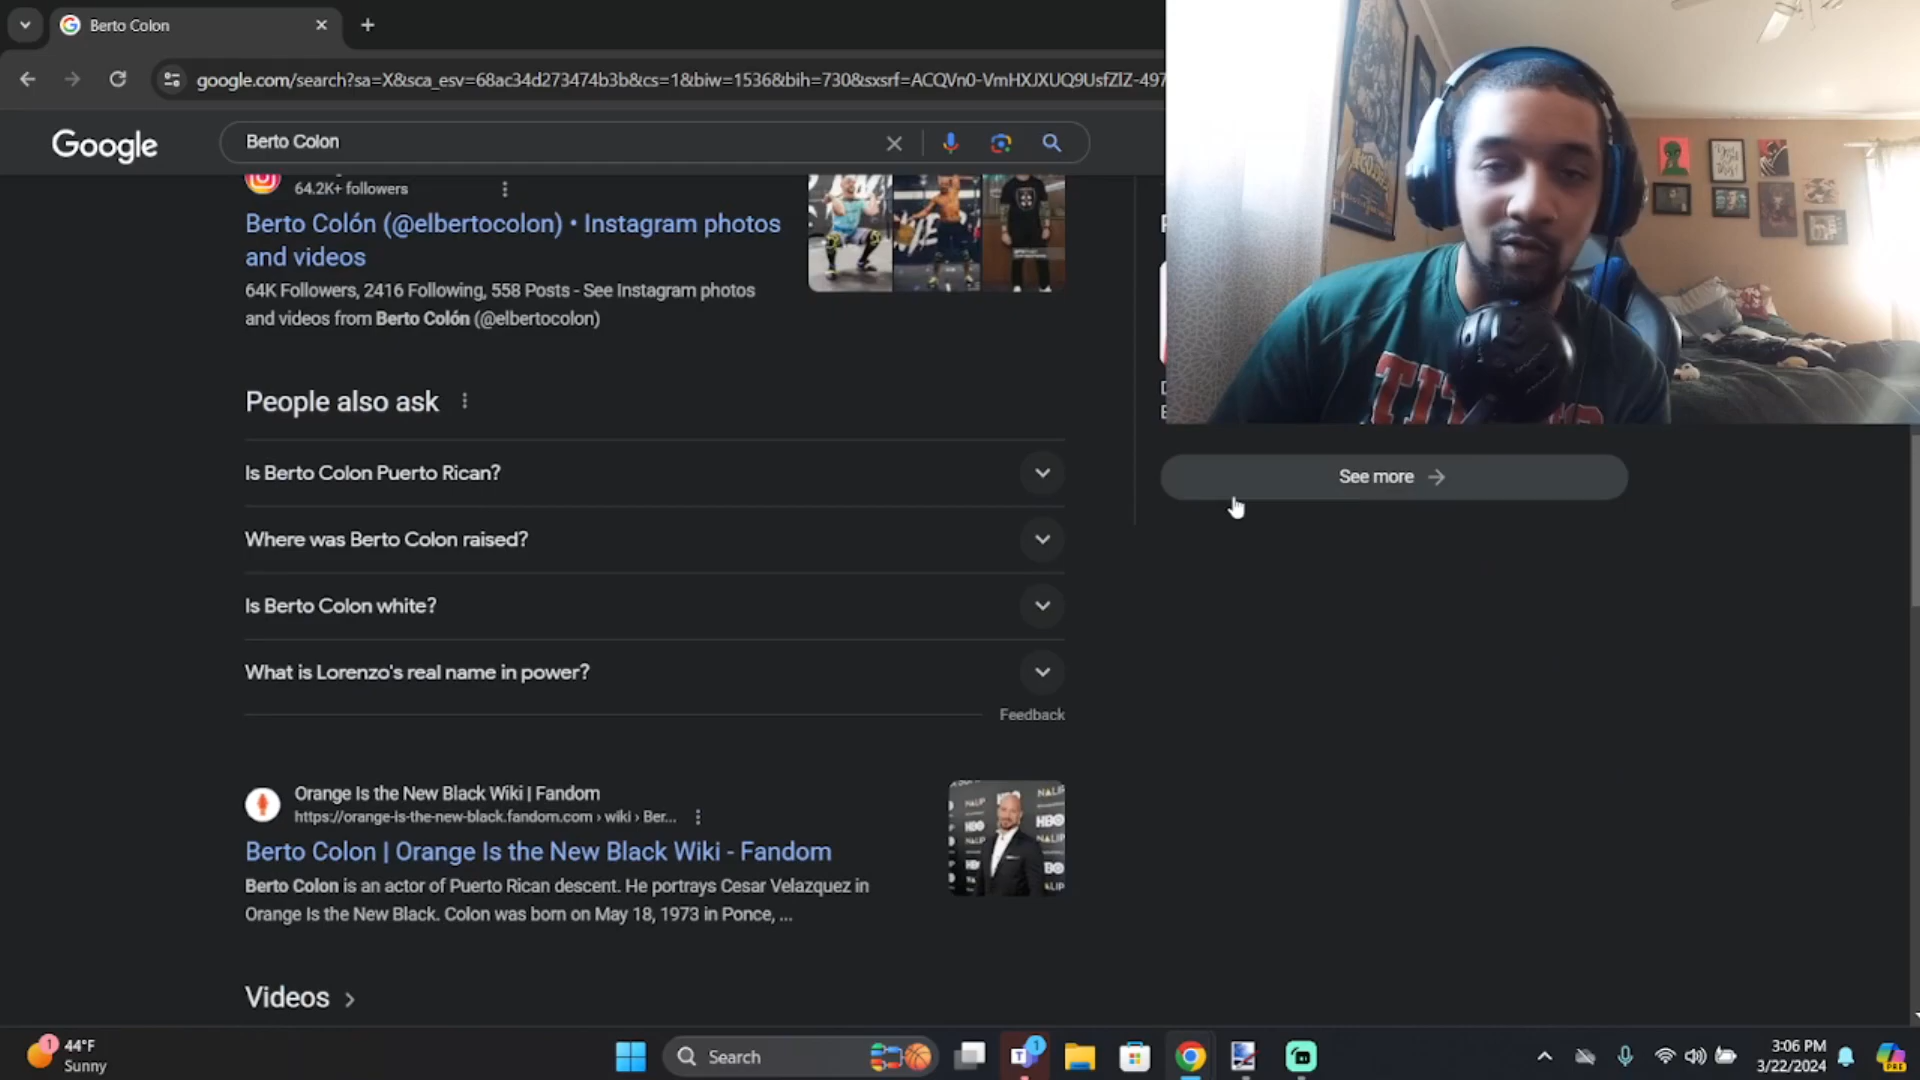 Berto Colon
google.com/search?sa=X&sca_esv=68ac34d273474b3b&cs=1&biw=1536&bih=730&sxsrf=ACQVn0-VmHXJXUQ9UsfZlZ-497
Google
Berto Colon
64.2K+ followers
Berto Colón (@elbertocolon) • Instagram photos
and videos
64K Followers, 2416 Following, 558 Posts - See Instagram photos
and videos from Berto Colón (@elbertocolon)
People also ask
Is Berto Colon Puerto Rican?
See more
Where was Berto Colon raised?
Is Berto Colon white?
What is Lorenzo's real name in power?
Feedback
Orange Is the New Black Wiki | Fandom
https://orange-is-the-new-black.fandom.com › wiki › Ber...
Berto Colon | Orange Is the New Black Wiki - Fandom
Berto Colon is an actor of Puerto Rican descent. He portrays Cesar Velazquez in
Orange Is the New Black. Colon was born on May 18, 1973 in Ponce, ...
HBO
NALIP
Videos
1
44°F
Sunny
Search
T
1
3:06 PM
3/22/2024
PRE